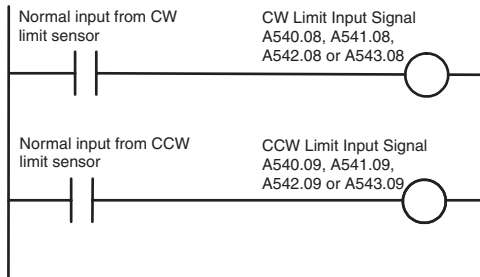 Normal input from CW
limit sensor
CW Limit Input Signal
A540.08, A541.08,
A542.08 or A543.08
Normal input from CCW
limit sensor
CCW Limit Input Signal
A540.09, A541.09,
A542.09 or A543.09